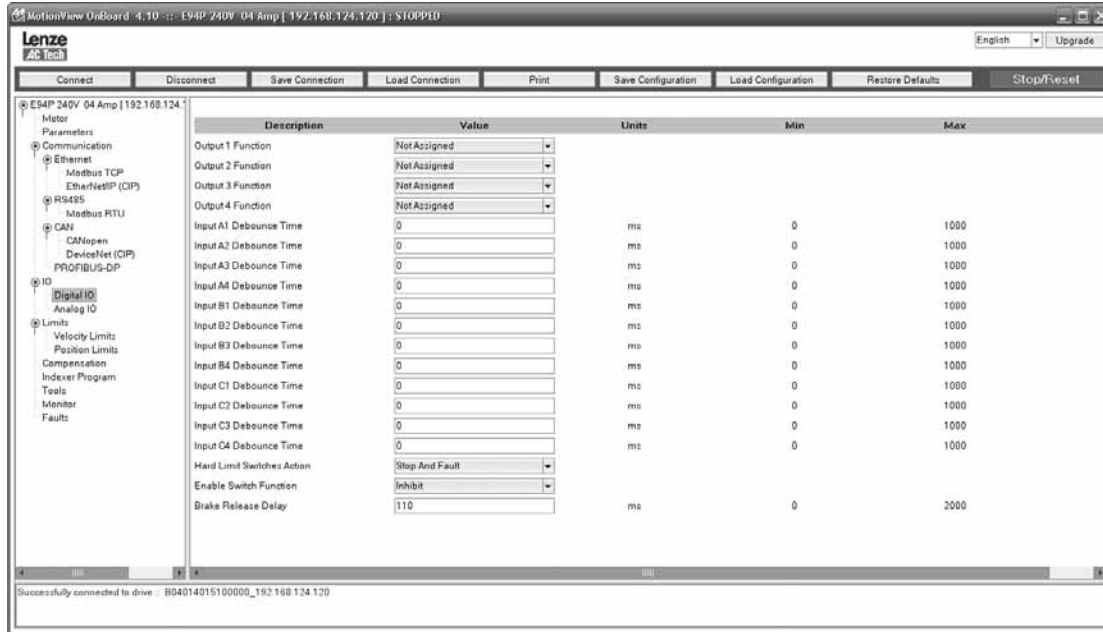 MotionView OnBoard 4.10 -::- E94P 240V 04 Amp [ 192.168.124.120 ] : STOPPED
Lenze
AC Tech
English Upgrade
Connect Disconnect Save Connection Load Connection Print Save Configuration Load Configuration Restore Defaults Stop/Reset
E94P 240V 04 Amp [192.168.124.
Motor
Parameters
Communication
Ethernet
Modbus TCP
EtherNet/IP (CIP)
RS485
Modbus RTU
CAN
CANopen
DeviceNet (CIP)
PROFIBUS-DP
IO
Digital IO
Analog IO
Limits
Velocity Limits
Position Limits
Compensation
Indexer Program
Tools
Monitor
Faults
Description Value Units Min Max
Output 1 Function Not Assigned
Output 2 Function Not Assigned
Output 3 Function Not Assigned
Output 4 Function Not Assigned
Input A1 Debounce Time 0 ms 0 1000
Input A2 Debounce Time 0 ms 0 1000
Input A3 Debounce Time 0 ms 0 1000
Input A4 Debounce Time 0 ms 0 1000
Input B1 Debounce Time 0 ms 0 1000
Input B2 Debounce Time 0 ms 0 1000
Input B3 Debounce Time 0 ms 0 1000
Input B4 Debounce Time 0 ms 0 1000
Input C1 Debounce Time 0 ms 0 1000
Input C2 Debounce Time 0 ms 0 1000
Input C3 Debounce Time 0 ms 0 1000
Input C4 Debounce Time 0 ms 0 1000
Hard Limit Switches Action Stop And Fault
Enable Switch Function Inhibit
Brake Release Delay 110 ms 0 2000
Successfully connected to drive : B04014015100000_192.168.124.120